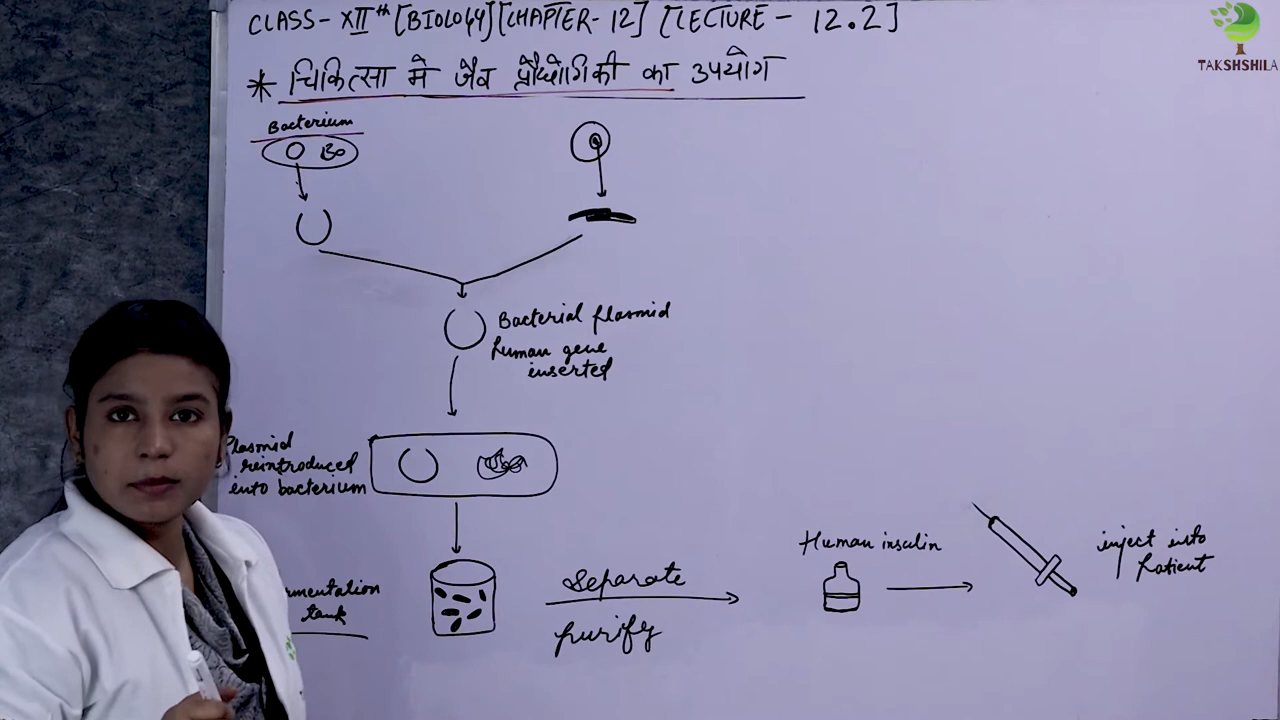 CLASS- XIIth [BIOLOGY] [CHAPTER- 12] [LECTURE - 12.2]
TAKSHSHILA
* चिकित्सा मे जैव प्रौद्योगिकी का उपयोग
Bacterium
Bacterial plasmid
human gene
inserted
Plasmid
reintroduced
into bacterium
Human insulin
inject into
Patient
Separate
purify
rmentation
tank